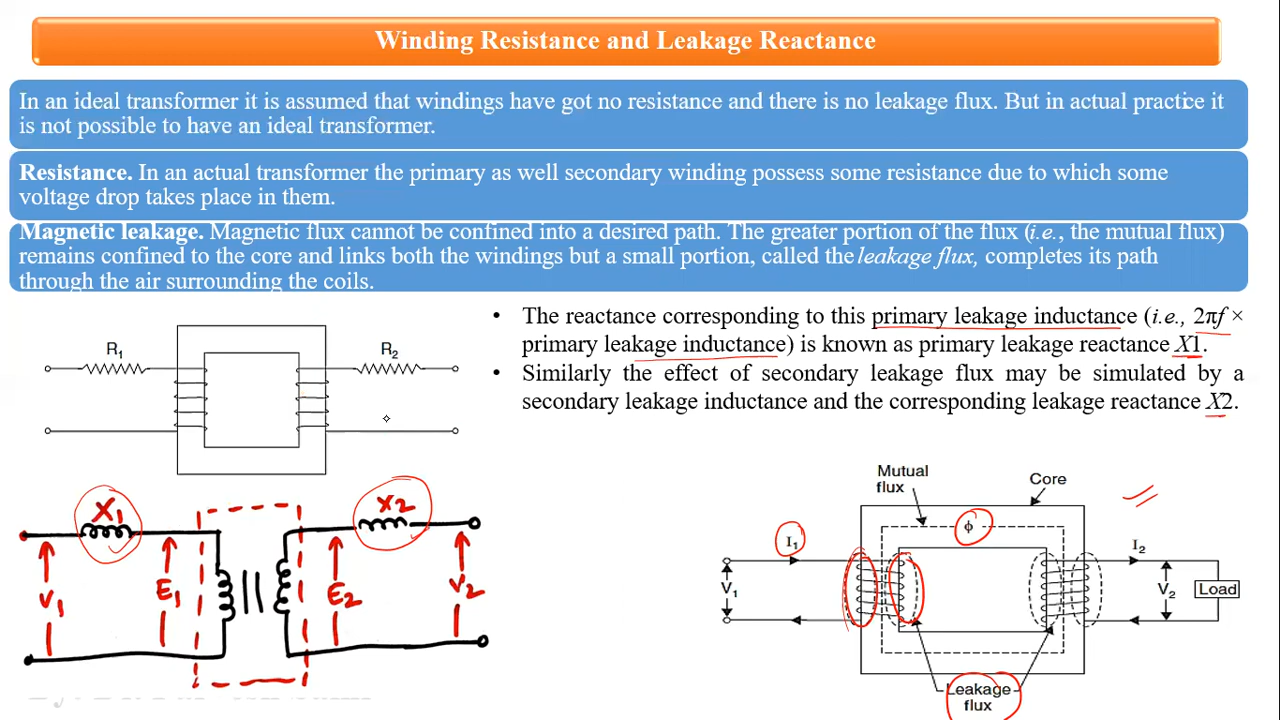 Winding Resistance and Leakage Reactance
In an ideal transformer it is assumed that windings have got no resistance and there is no leakage flux. But in actual practice it
is not possible to have an ideal transformer.
Resistance. In an actual transformer the primary as well secondary winding possess some resistance due to which some
voltage drop takes place in them.
Magnetic leakage. Magnetic flux cannot be confined into a desired path. The greater portion of the flux (i.e., the mutual flux)
remains confined to the core and links both the windings but a small portion, called the leakage flux, completes its path
through the air surrounding the coils.
• The reactance corresponding to this primary leakage inductance (i.e., 2πf ×
primary leakage inductance) is known as primary leakage reactance X1.
• Similarly the effect of secondary leakage flux may be simulated by a
secondary leakage inductance and the corresponding leakage reactance X2.
R1
R2
X1
X2
V1
E1
E2
V2
Mutual
flux
Core
ϕ
I1
I2
V1
V2
Load
Leakage
flux